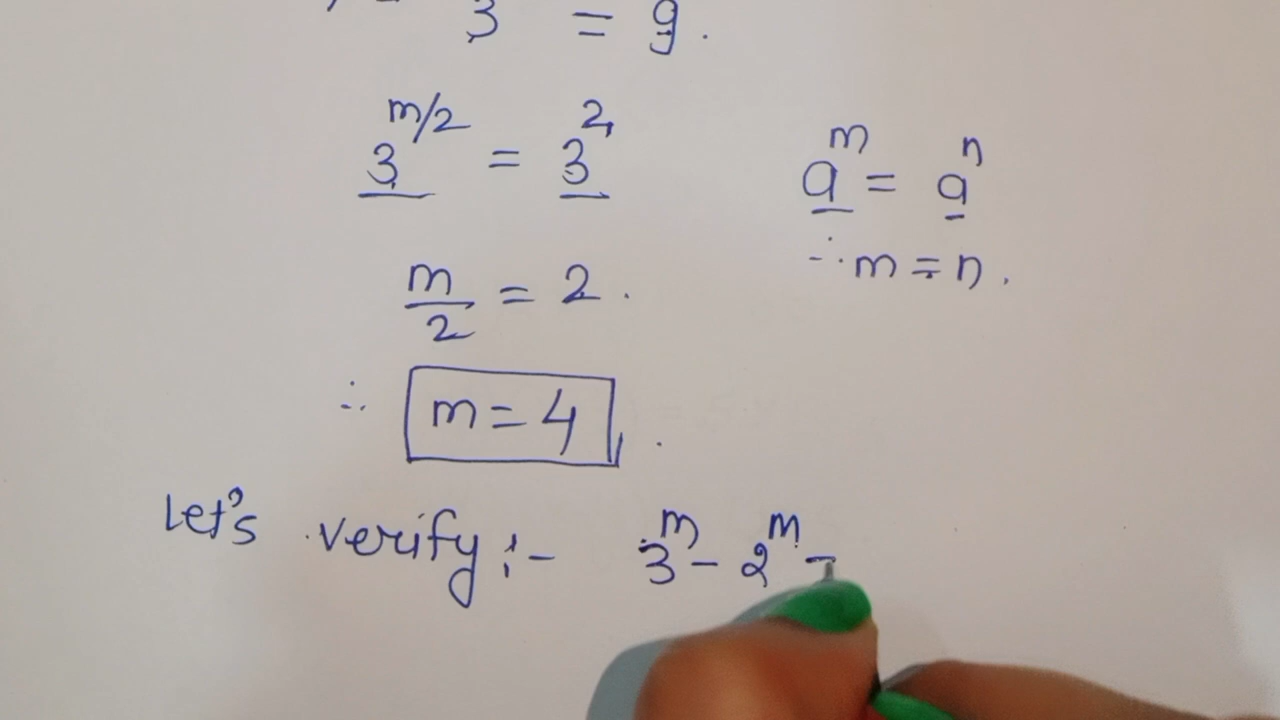 3 = 9.
3^{m/2} = 3^2
a^m = a^n
∴ m = n.
m/2 = 2.
∴ m = 4
Let's verify :- 3^m - 2^m -